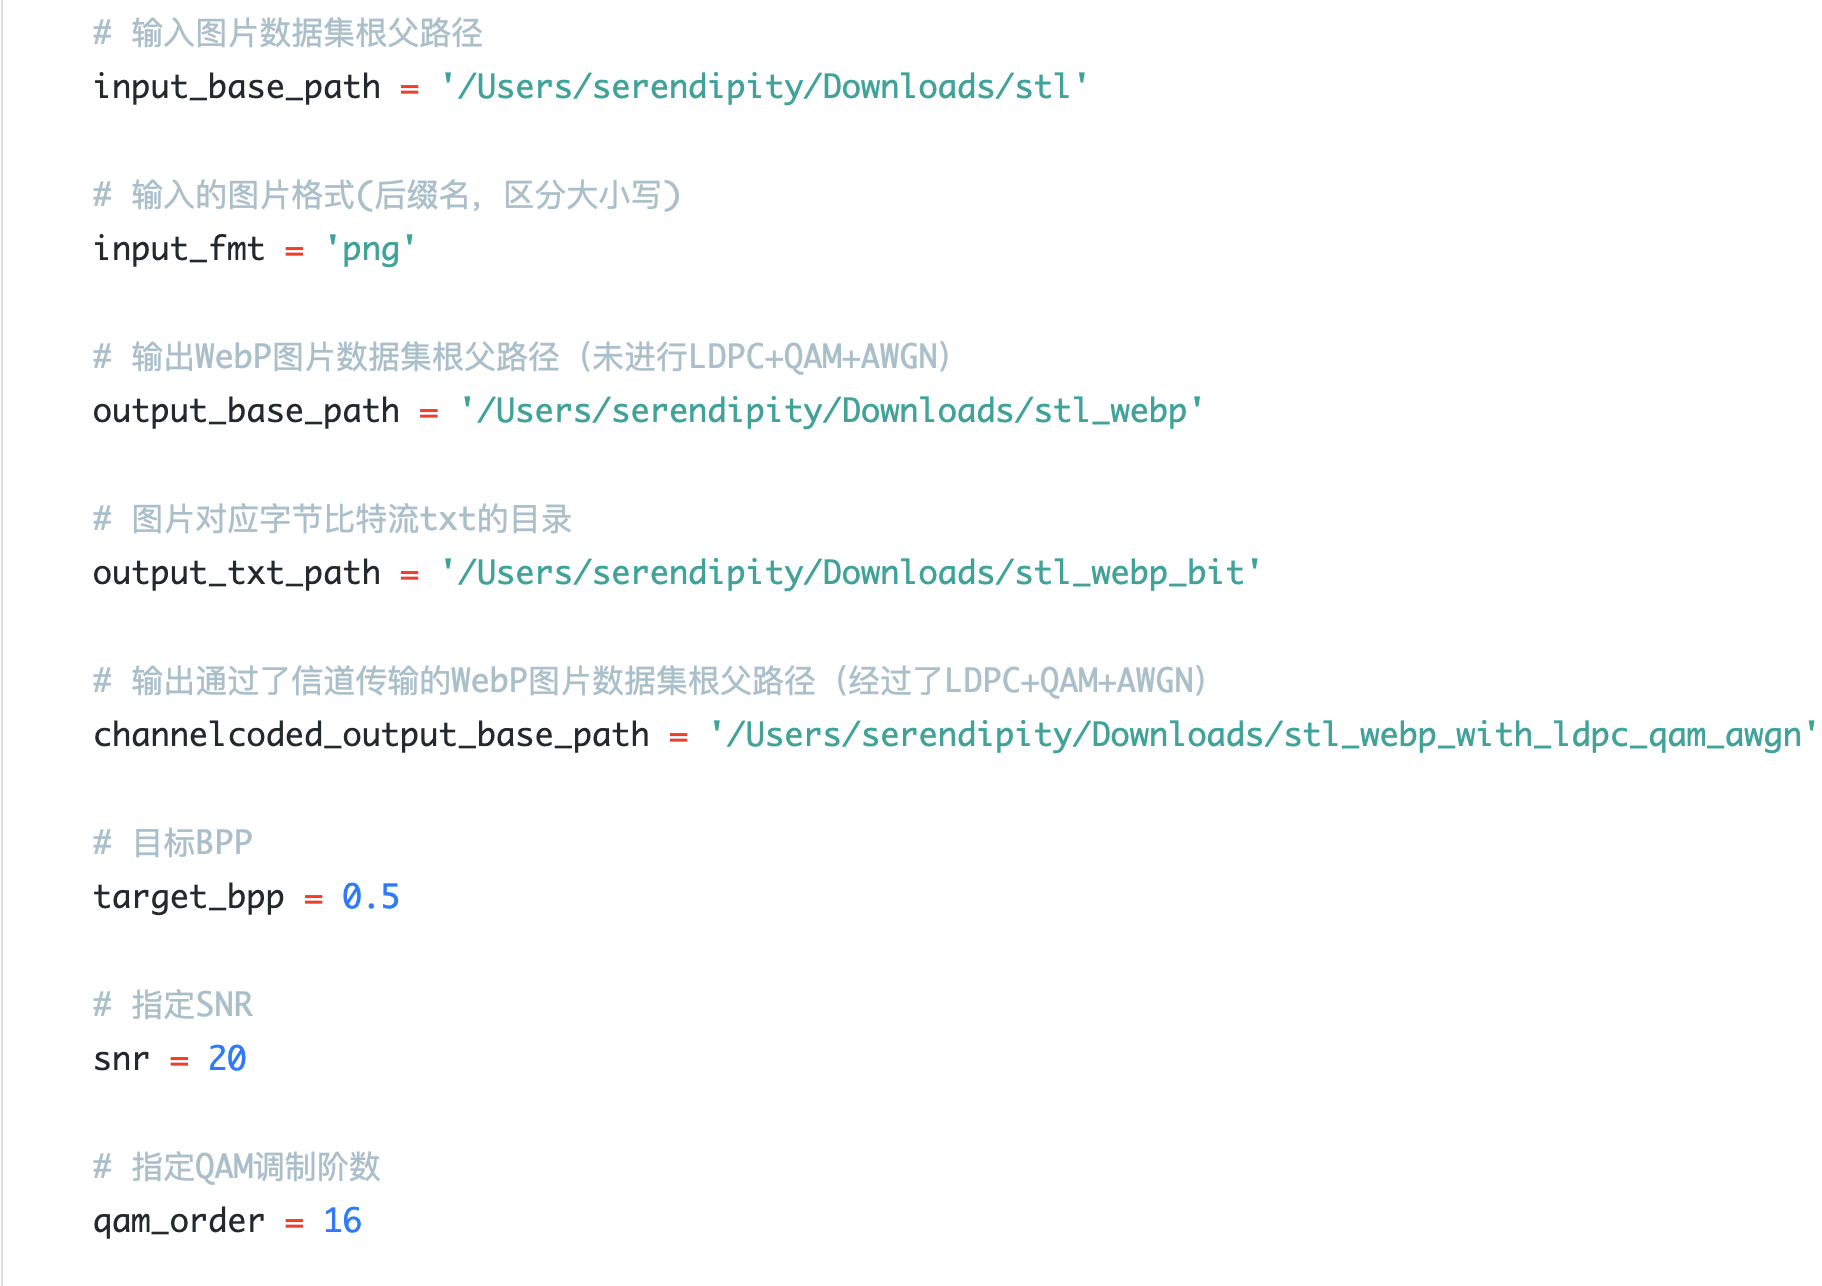 # 输入图片数据集根父路径
input_base_path = '/Users/serendipity/Downloads/stl'
# 输入的图片格式(后缀名，区分大小写)
input_fmt = 'png'
# 输出WebP图片数据集根父路径（未进行LDPC+QAM+AWGN）
output_base_path = '/Users/serendipity/Downloads/stl_webp'
# 图片对应字节比特流txt的目录
output_txt_path = '/Users/serendipity/Downloads/stl_webp_bit'
# 输出通过了信道传输的WebP图片数据集根父路径（经过了LDPC+QAM+AWGN）
channelcoded_output_base_path = '/Users/serendipity/Downloads/stl_webp_with_ldpc_qam_awgn'
# 目标BPP
target_bpp = 0.5
# 指定SNR
snr = 20
# 指定QAM调制阶数
qam_order = 16